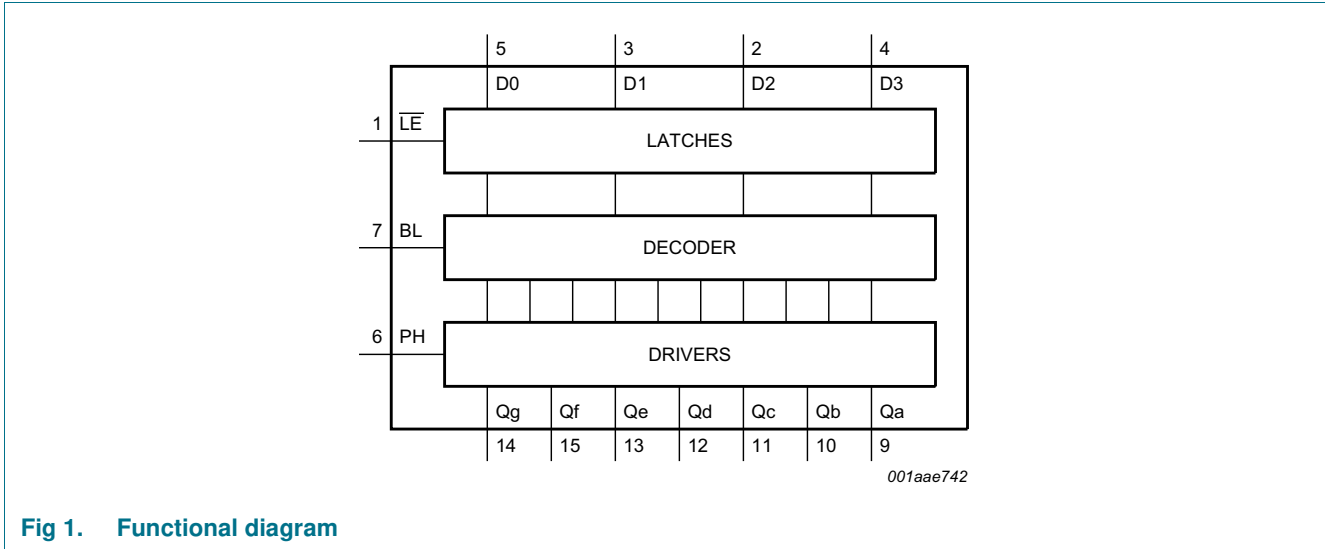 5 3 2 4
D0 D1 D2 D3
1 L̅E̅
LATCHES
7 BL
DECODER
6 PH
DRIVERS
Qg Qf Qe Qd Qc Qb Qa
14 15 13 12 11 10 9
001aae742
Fig 1. Functional diagram